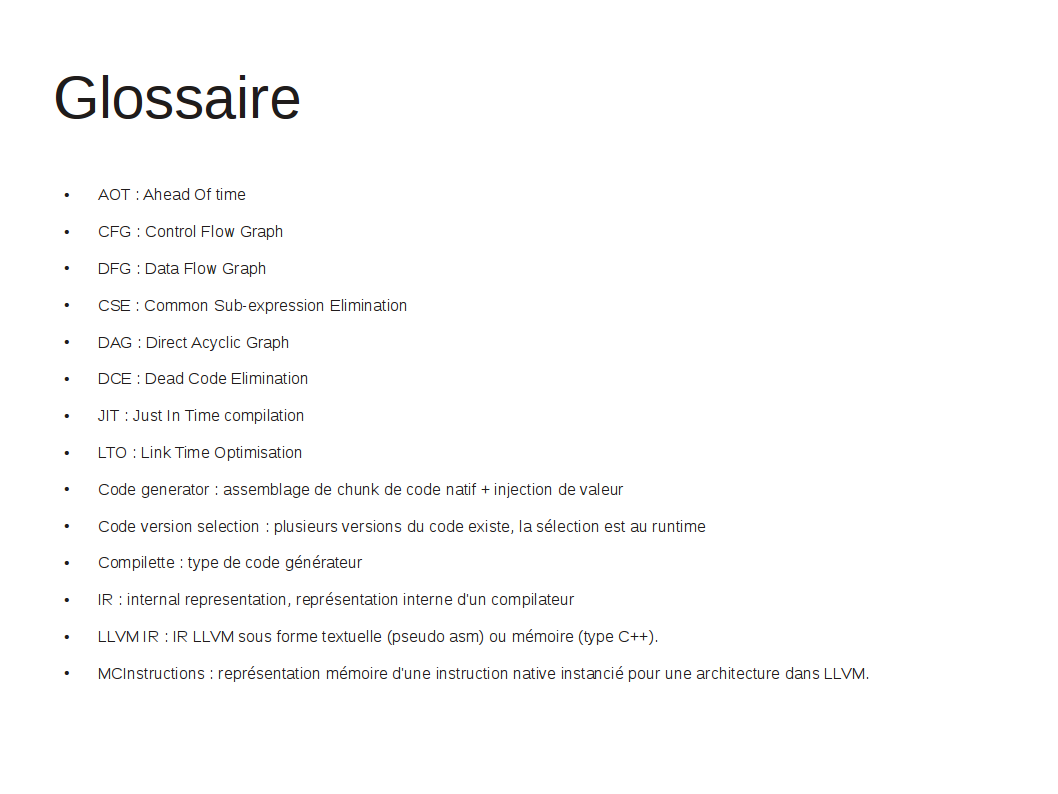 Glossaire
• AOT : Ahead Of time
• CFG : Control Flow Graph
• DFG : Data Flow Graph
• CSE : Common Sub-expression Elimination
• DAG : Direct Acyclic Graph
• DCE : Dead Code Elimination
• JIT : Just In Time compilation
• LTO : Link Time Optimisation
• Code generator : assemblage de chunk de code natif + injection de valeur
• Code version selection : plusieurs versions du code existe, la sélection est au runtime
• Compilette : type de code générateur
• IR : internal representation, représentation interne d'un compilateur
• LLVM IR : IR LLVM sous forme textuelle (pseudo asm) ou mémoire (type C++).
• MCInstructions : représentation mémoire d'une instruction native instancié pour une architecture dans LLVM.